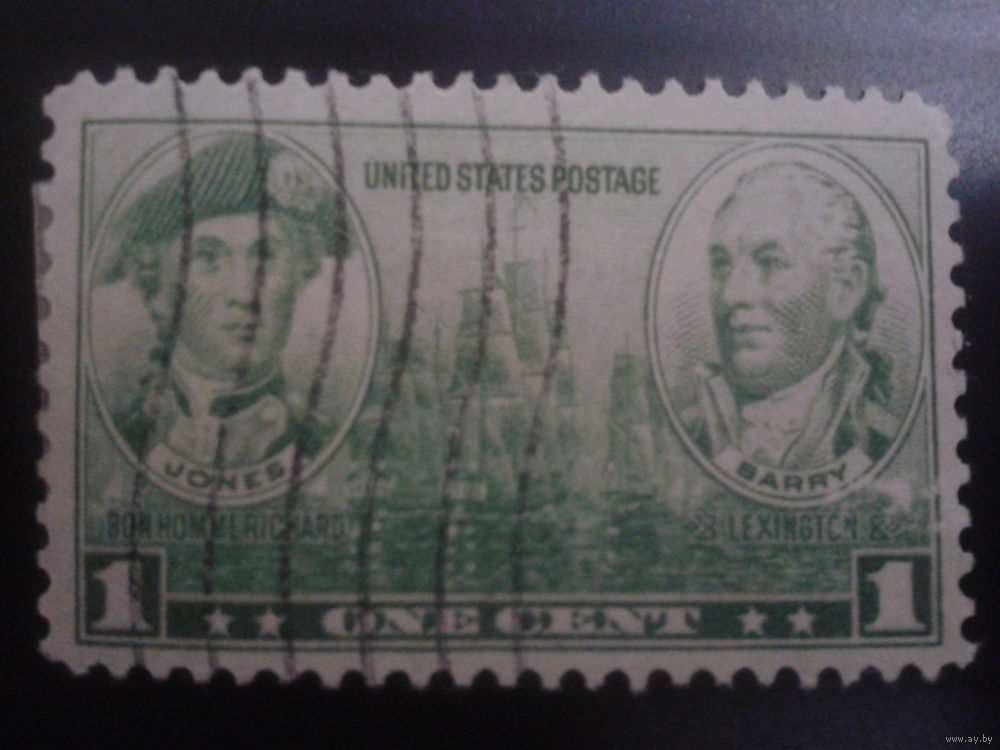 UNITED STATES POSTAGE
JONES
BARRY
BON HOMME RICHARD
LEXINGTON
1
1
ONE CENT
www.ay.by